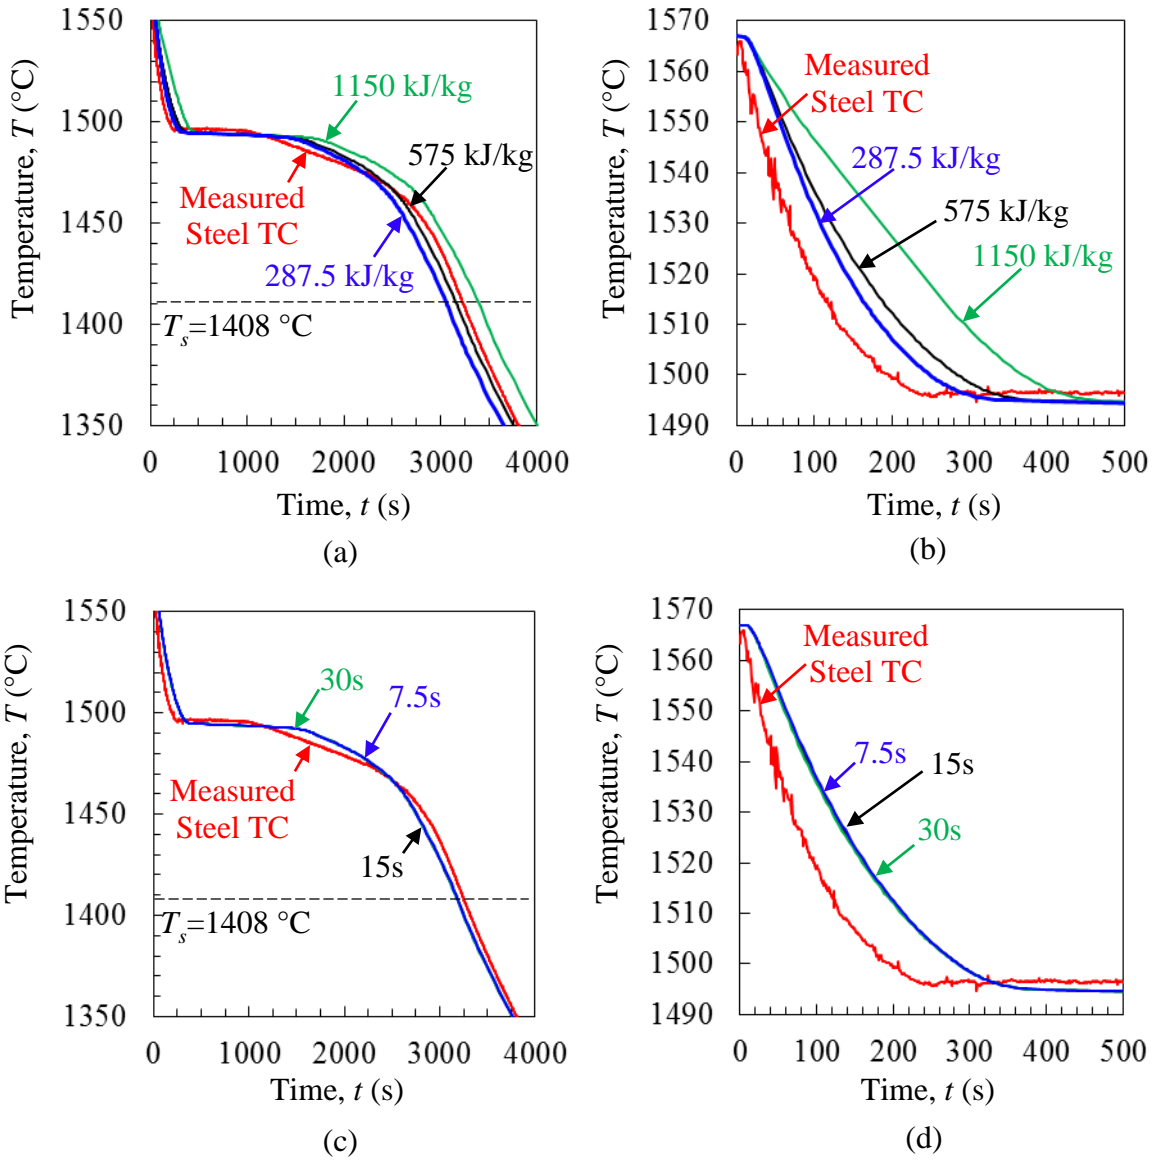 Temperature, T (°C)
1550
1500
1450
1400
1350
1150 kJ/kg
575 kJ/kg
Measured
Steel TC
287.5 kJ/kg
Ts=1408 °C
0 1000 2000 3000 4000
Time, t (s)
(a)
Temperature, T (°C)
1570
1560
1550
1540
1530
1520
1510
1500
1490
Measured
Steel TC
287.5 kJ/kg
575 kJ/kg
1150 kJ/kg
0 100 200 300 400 500
Time, t (s)
(b)
Temperature, T (°C)
1550
1500
1450
1400
1350
30s
7.5s
Measured
Steel TC
15s
Ts=1408 °C
0 1000 2000 3000 4000
Time, t (s)
(c)
Temperature, T (°C)
1570
1560
1550
1540
1530
1520
1510
1500
1490
Measured
Steel TC
7.5s
15s
30s
0 100 200 300 400 500
Time, t (s)
(d)